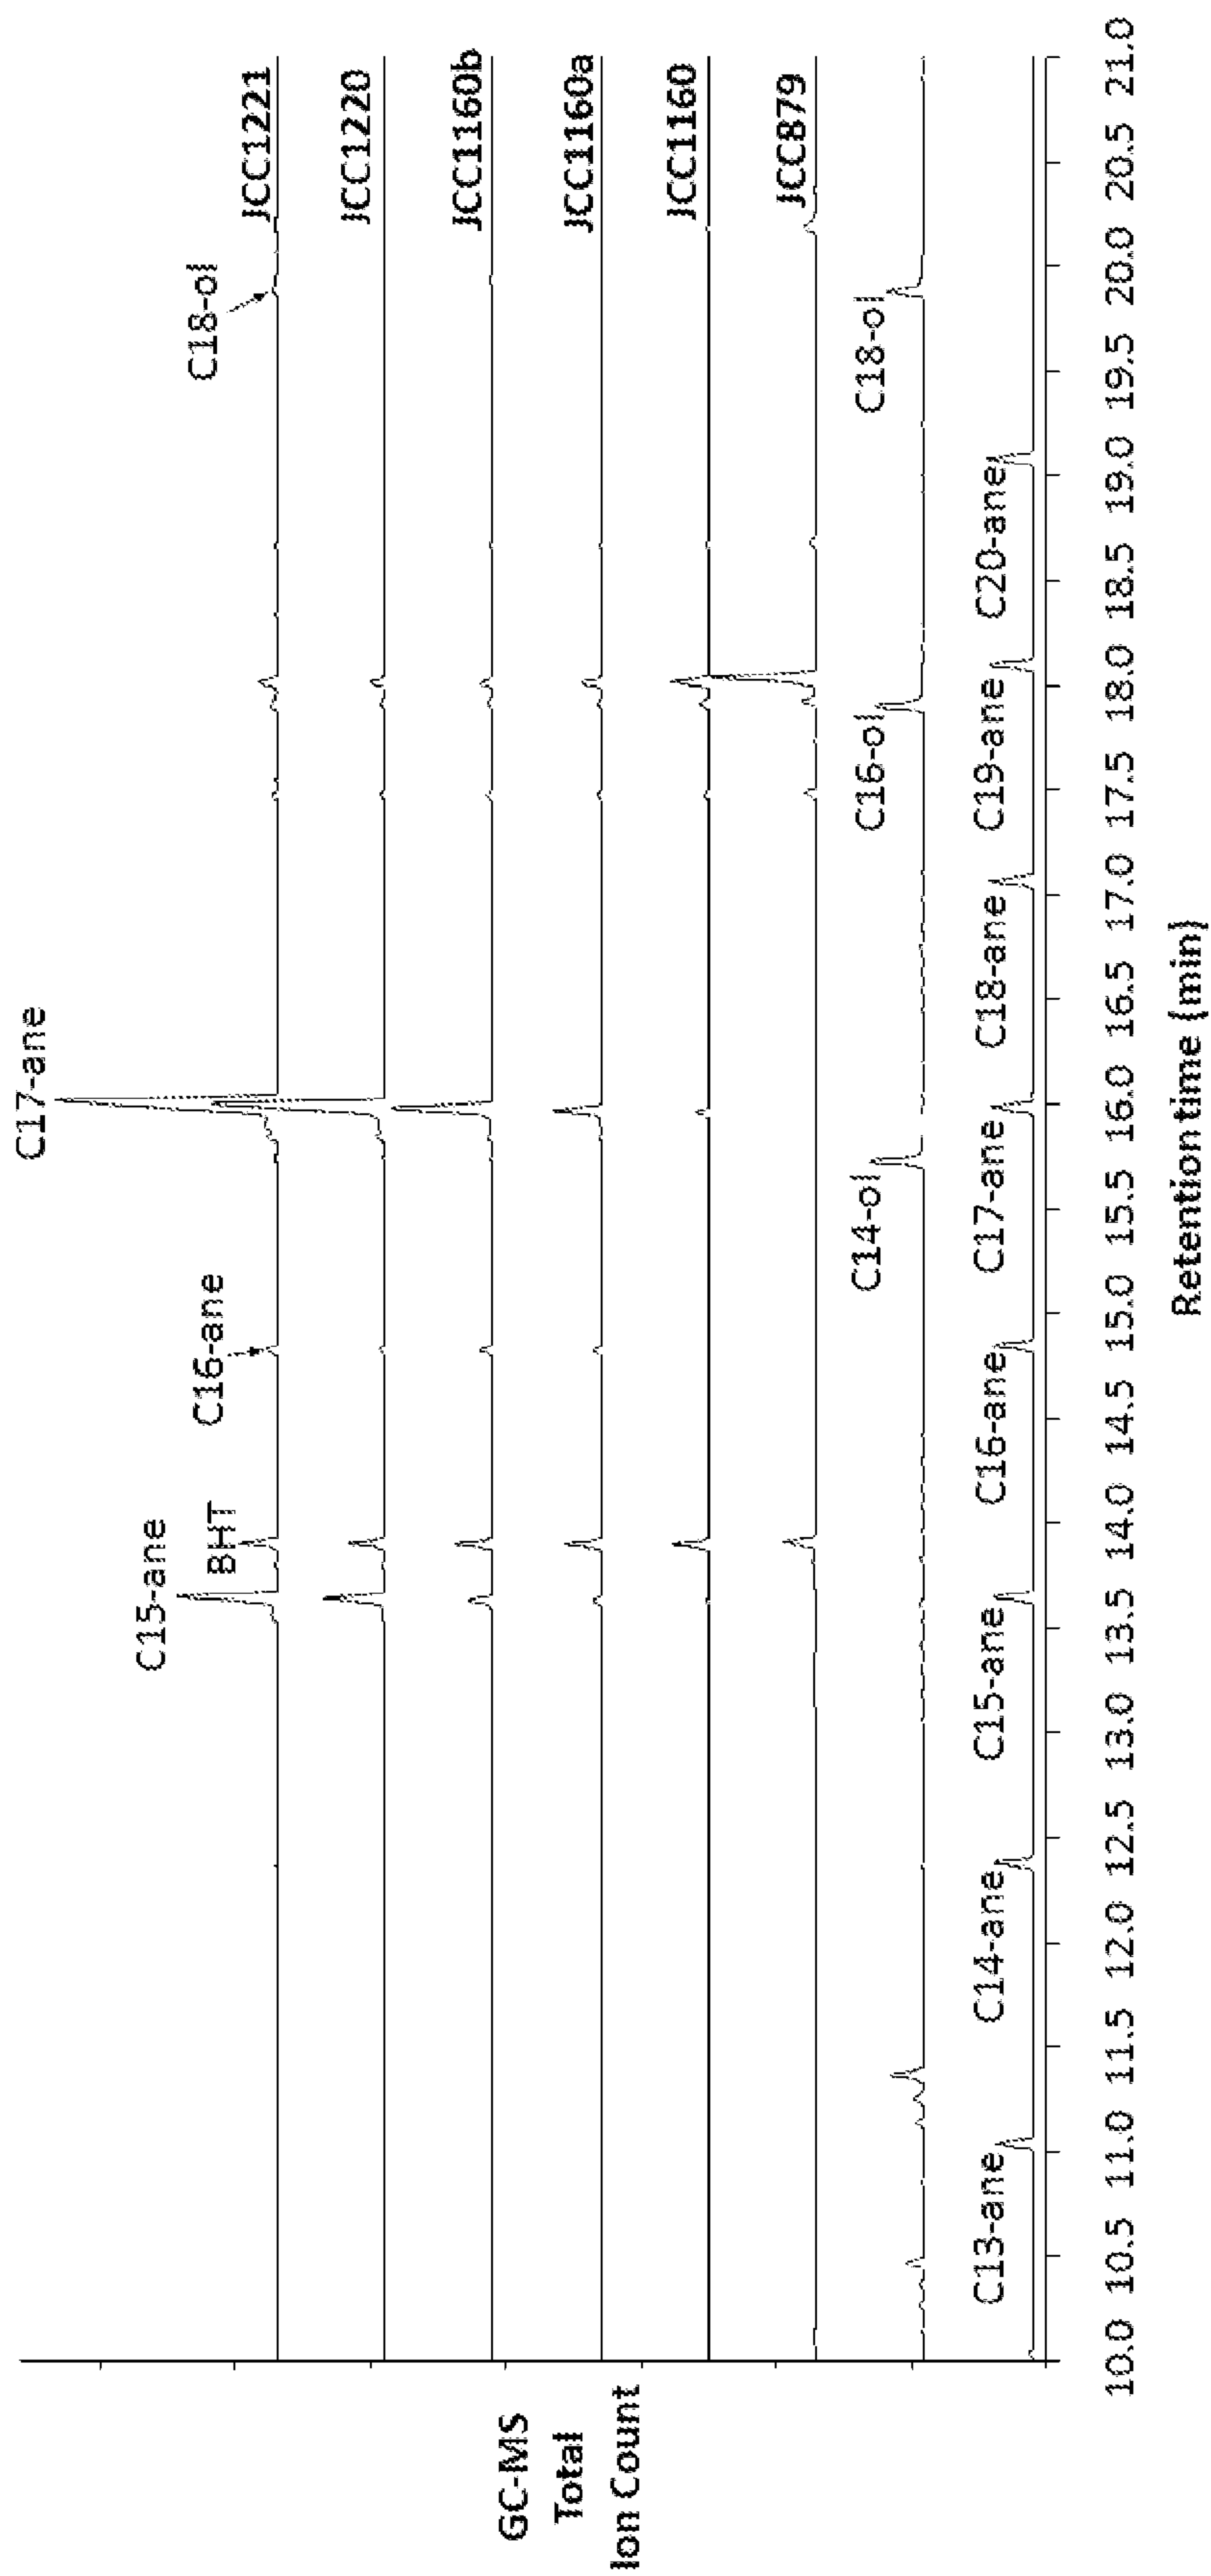 C17-ane
C15-ane
BHT
C16-ane
C18-ol
JCC1221
JCC1220
JCC1160b
JCC1160a
JCC1160
JCC879
C14-ol
C16-ol
C18-ol
C13-ane
C14-ane
C15-ane
C16-ane
C17-ane
C18-ane
C19-ane
C20-ane
GC-MS
Total
Ion Count
10.0 10.5 11.0 11.5 12.0 12.5 13.0 13.5 14.0 14.5 15.0 15.5 16.0 16.5 17.0 17.5 18.0 18.5 19.0 19.5 20.0 20.5 21.0
Retention time (min)